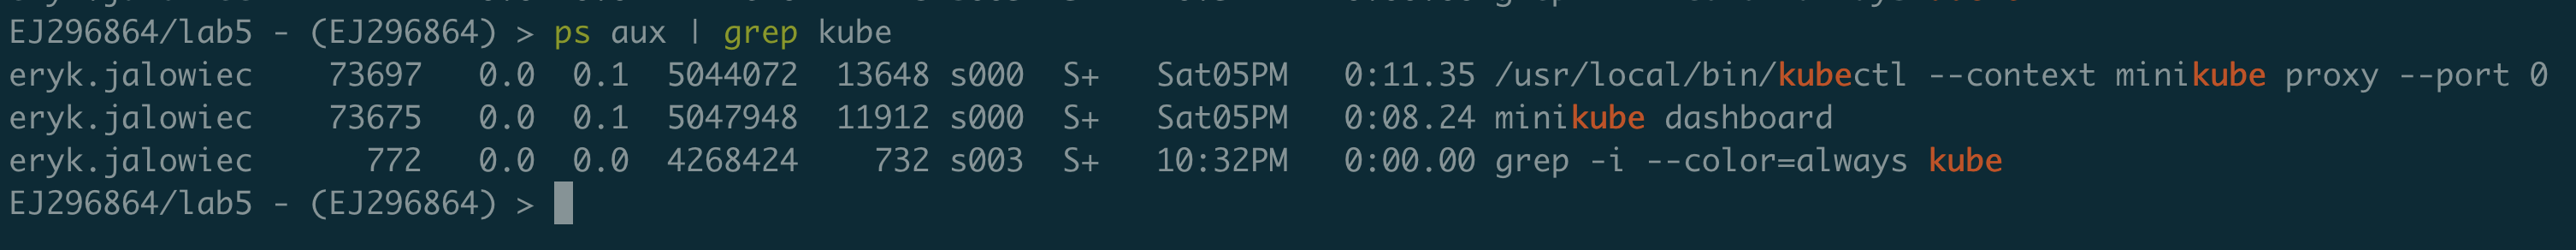 EJ296864/lab5 - (EJ296864) > ps aux | grep kube
eryk.jalowiec 73697 0.0 0.1 5044072 13648 s000 S+ Sat05PM 0:11.35 /usr/local/bin/kubectl --context minikube proxy --port 0
eryk.jalowiec 73675 0.0 0.1 5047948 11912 s000 S+ Sat05PM 0:08.24 minikube dashboard
eryk.jalowiec 772 0.0 0.0 4268424 732 s003 S+ 10:32PM 0:00.00 grep -i --color=always kube
EJ296864/lab5 - (EJ296864) >